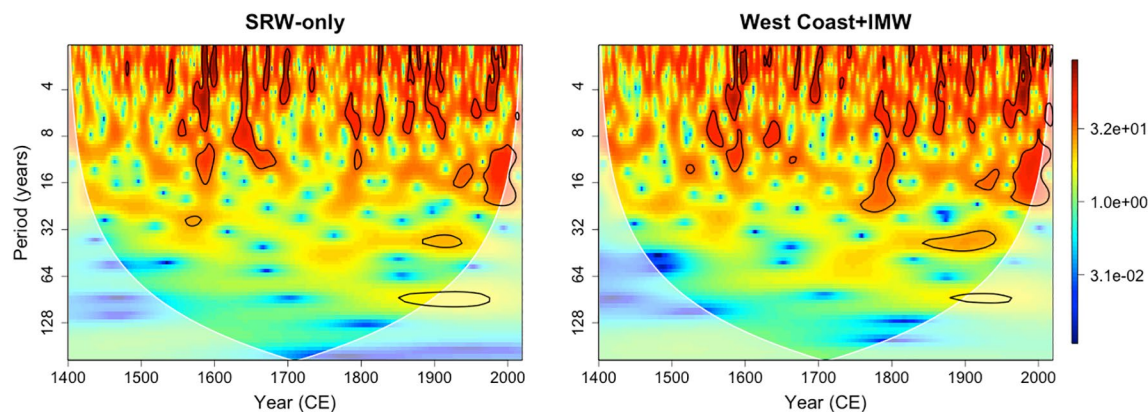 SRW-only
West Coast+IMW
Period (years)
4
8
16
32
64
128
4
8
16
32
64
128
3.2e+01
1.0e+00
3.1e-02
1400 1500 1600 1700 1800 1900 2000
1400 1500 1600 1700 1800 1900 2000
Year (CE)
Year (CE)